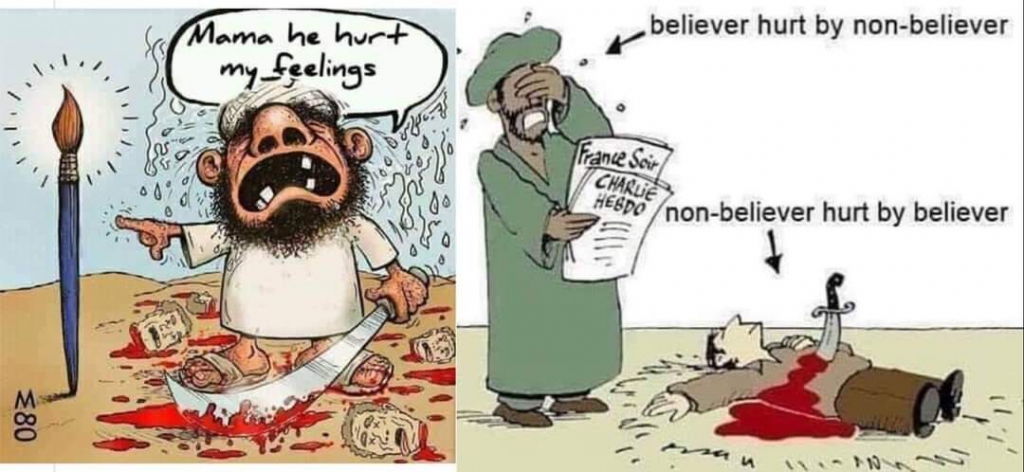 Mama he hurt
my feelings
W80
believer hurt by non-believer
France Soir
CHARLIE
HEBDO
non-believer hurt by believer